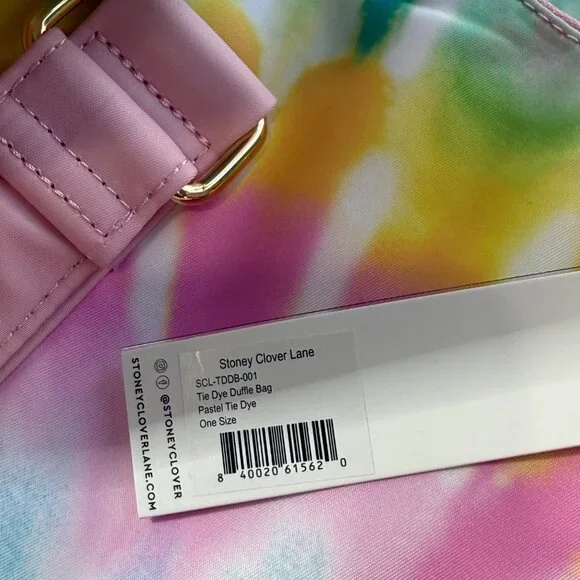 Stoney Clover Lane
SCL-TDDB-001
Tie Dye Duffle Bag
Pastel Tie Dye
One Size
8 40020 61562 0
STONEYCLOVERLANE.COM
@STONEYCLOVER